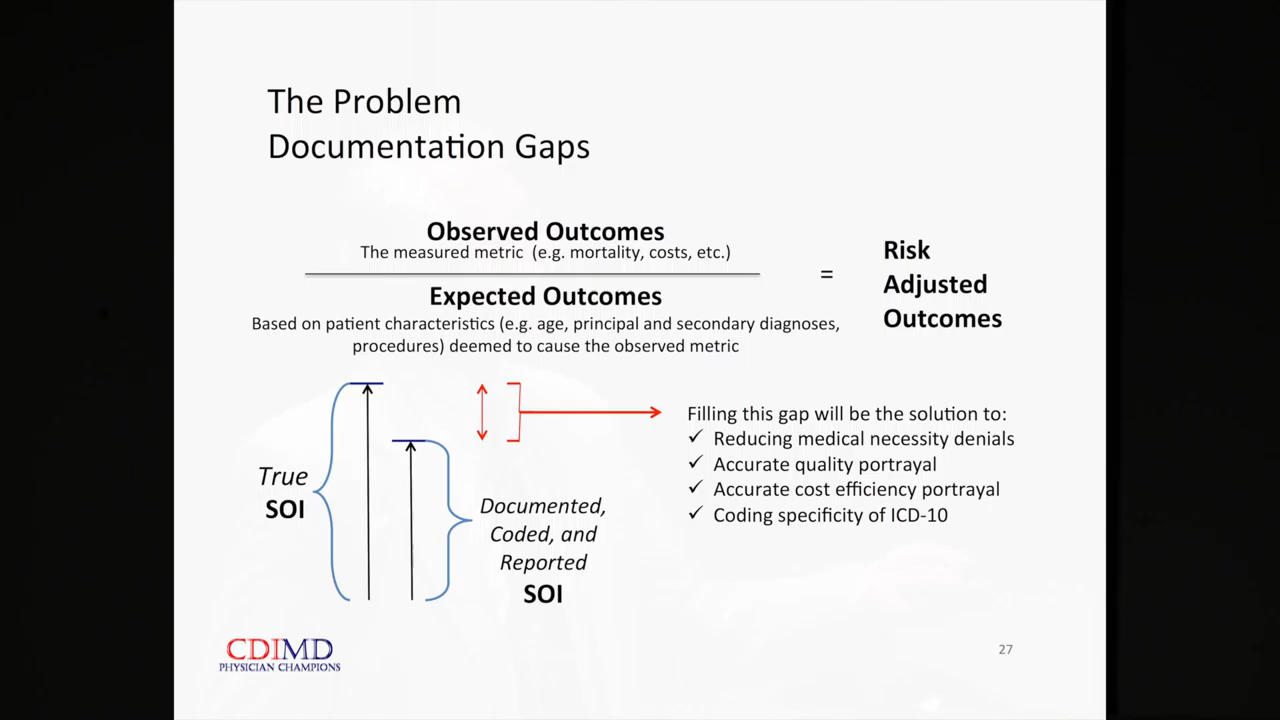 The Problem
Documentation Gaps
Observed Outcomes
The measured metric (e.g. mortality, costs, etc.)
Expected Outcomes
Based on patient characteristics (e.g. age, principal and secondary diagnoses,
procedures) deemed to cause the observed metric
=
Risk
Adjusted
Outcomes
True
SOI
Documented,
Coded, and
Reported
SOI
Filling this gap will be the solution to:
✓ Reducing medical necessity denials
✓ Accurate quality portrayal
✓ Accurate cost efficiency portrayal
✓ Coding specificity of ICD-10
CDIMD
PHYSICIAN CHAMPIONS
27